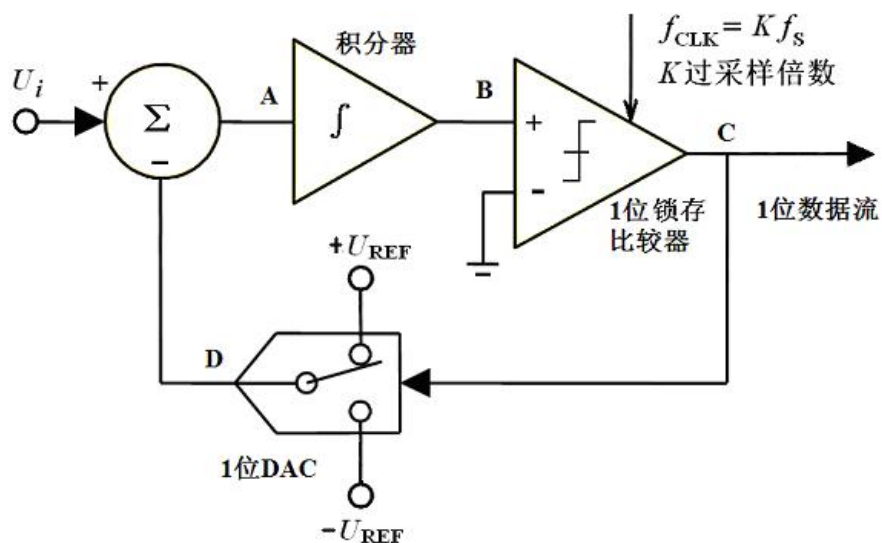 积分器
f_CLK = K f_S
K过采样倍数
U_i
+
A
B
C
Σ
∫
+
−
−
1位锁存
比较器
1位数据流
+U_REF
D
1位DAC
−U_REF